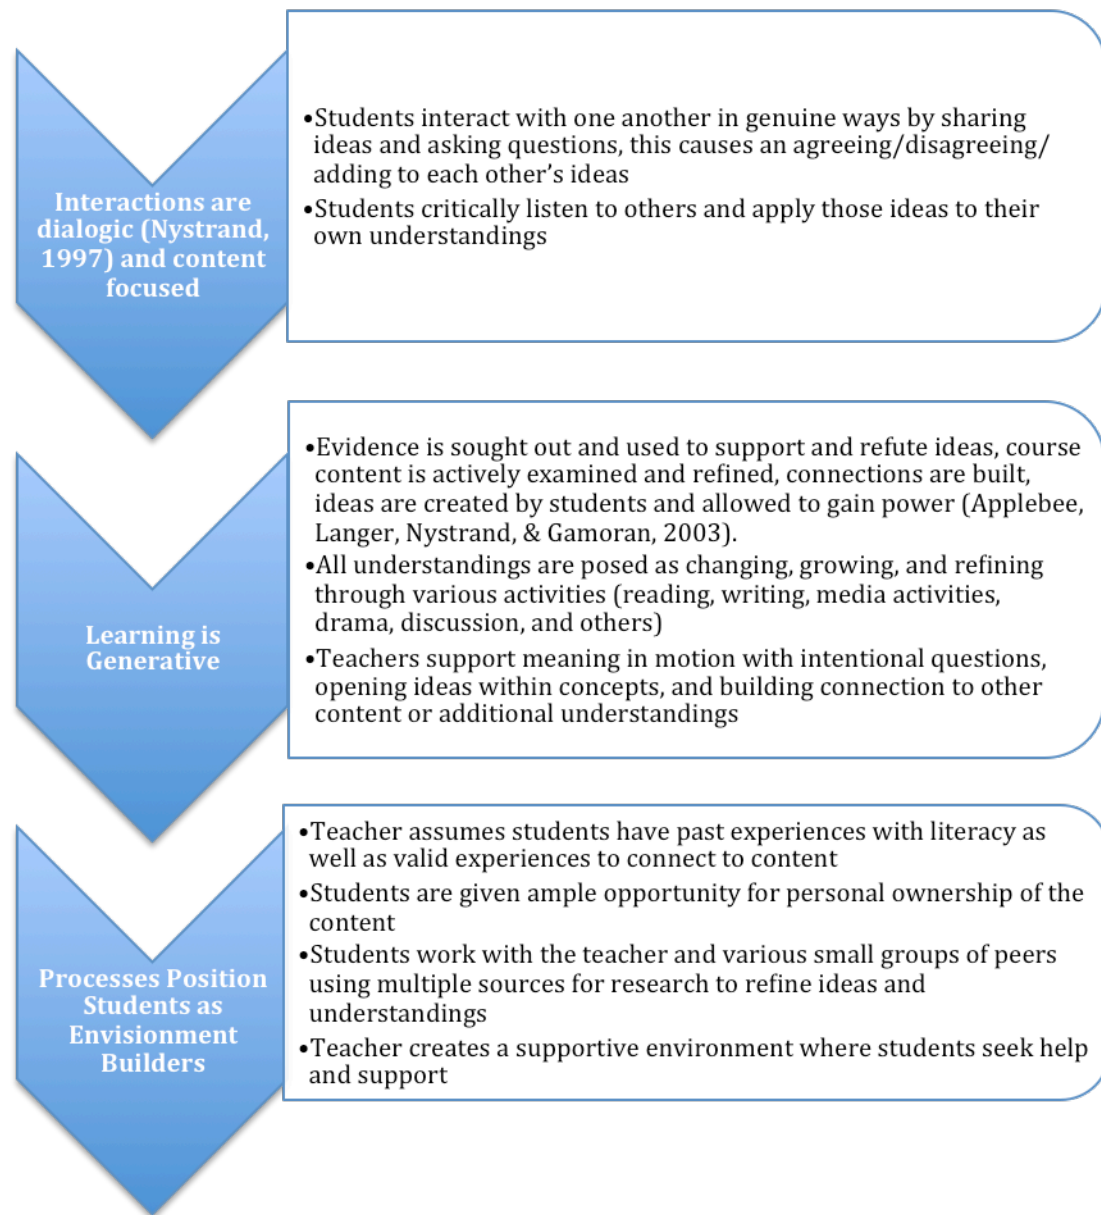 Interactions are
dialogic (Nystrand,
1997) and content
focused
•Students interact with one another in genuine ways by sharing
ideas and asking questions, this causes an agreeing/disagreeing/
adding to each other’s ideas
•Students critically listen to others and apply those ideas to their
own understandings
Learning is
Generative
•Evidence is sought out and used to support and refute ideas, course
content is actively examined and refined, connections are built,
ideas are created by students and allowed to gain power (Applebee,
Langer, Nystrand, & Gamoran, 2003).
•All understandings are posed as changing, growing, and refining
through various activities (reading, writing, media activities,
drama, discussion, and others)
•Teachers support meaning in motion with intentional questions,
opening ideas within concepts, and building connection to other
content or additional understandings
Processes Position
Students as
Envisionment
Builders
•Teacher assumes students have past experiences with literacy as
well as valid experiences to connect to content
•Students are given ample opportunity for personal ownership of the
content
•Students work with the teacher and various small groups of peers
using multiple sources for research to refine ideas and
understandings
•Teacher creates a supportive environment where students seek help
and support